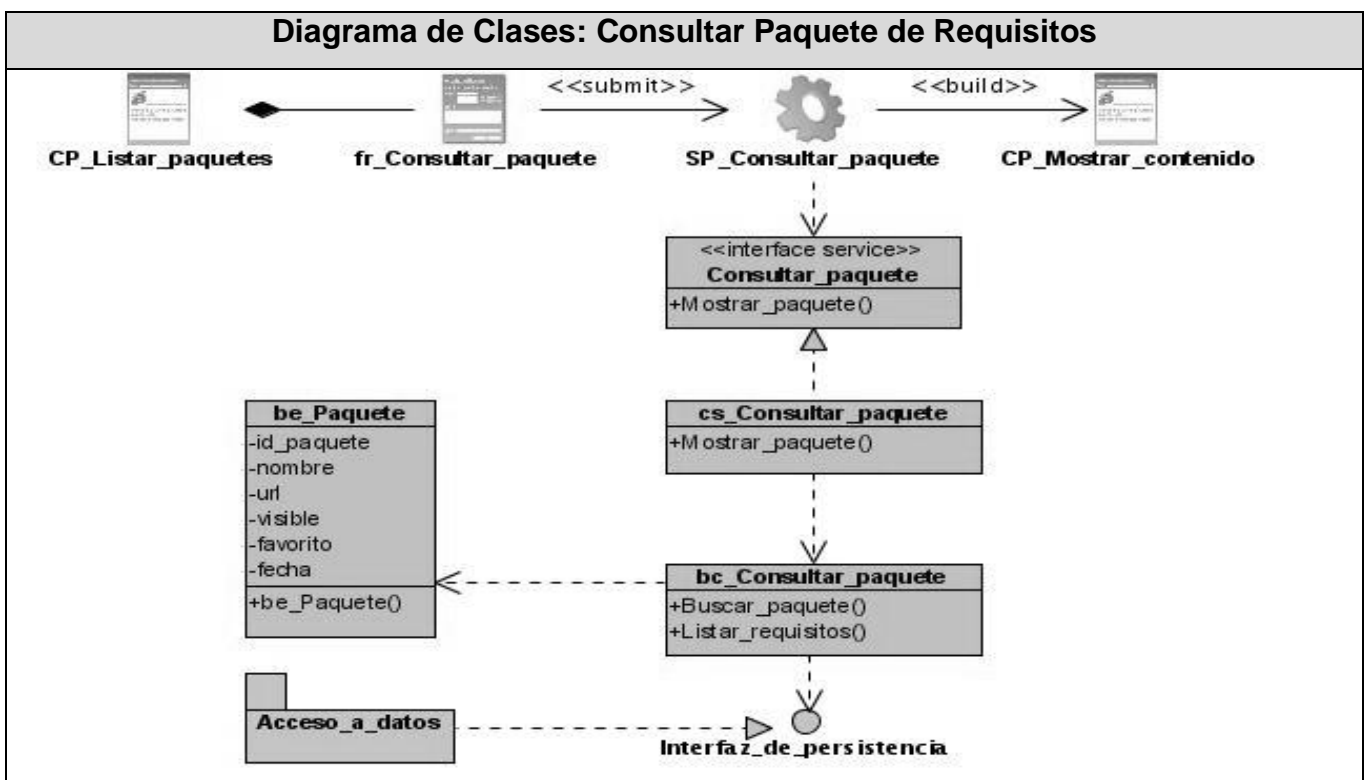 Diagrama de Clases: Consultar Paquete de Requisitos
<<submit>>
<<build>>
CP_Listar_paquetes
fr_Consultar_paquete
SP_Consultar_paquete
CP_Mostrar_contenido
<<interface service>>
Consultar_paquete
+Mostrar_paquete()
be_Paquete
-id_paquete
-nombre
-url
-visible
-favorito
-fecha
+be_Paquete()
cs_Consultar_paquete
+Mostrar_paquete()
bc_Consultar_paquete
+Buscar_paquete()
+Listar_requisitos()
Acceso_a_datos
Interfaz_de_persistencia